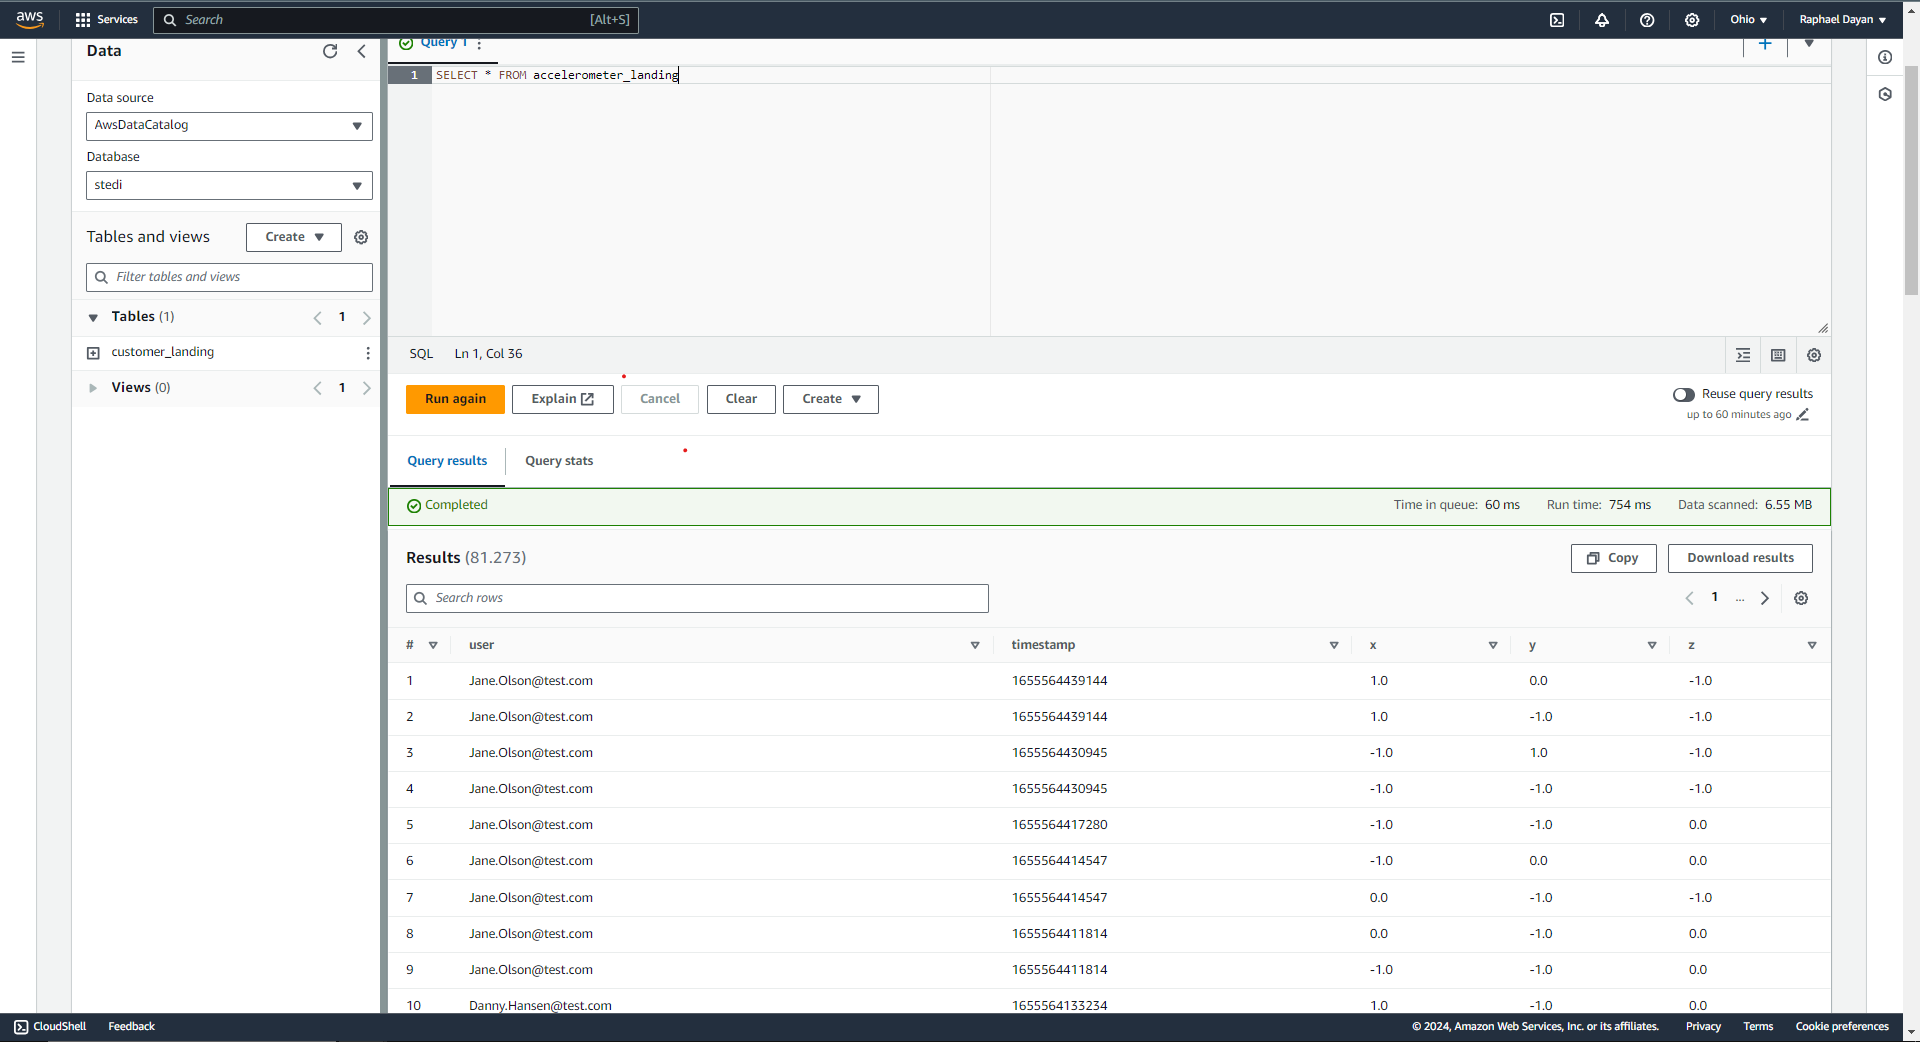 aws Services Search [Alt+S] Ohio Raphael Dayan
Data
Data source
AwsDataCatalog
Database
stedi
Tables and views Create
Filter tables and views
Tables (1) 1
customer_landing
Views (0) 1
Query 1
1 SELECT * FROM accelerometer_landing
SQL Ln 1, Col 36
Run again Explain Cancel Clear Create
Reuse query results
up to 60 minutes ago
Query results Query stats
Completed Time in queue: 60 ms Run time: 754 ms Data scanned: 6.55 MB
Results (81.273) Copy Download results
Search rows 1 ...
# user timestamp x y z
1 Jane.Olson@test.com 1655564439144 1.0 0.0 -1.0
2 Jane.Olson@test.com 1655564439144 1.0 -1.0 -1.0
3 Jane.Olson@test.com 1655564430945 -1.0 1.0 -1.0
4 Jane.Olson@test.com 1655564430945 -1.0 -1.0 -1.0
5 Jane.Olson@test.com 1655564417280 -1.0 -1.0 0.0
6 Jane.Olson@test.com 1655564414547 -1.0 0.0 0.0
7 Jane.Olson@test.com 1655564414547 0.0 -1.0 -1.0
8 Jane.Olson@test.com 1655564411814 0.0 -1.0 0.0
9 Jane.Olson@test.com 1655564411814 -1.0 -1.0 0.0
10 Danny.Hansen@test.com 1655564133234 1.0 -1.0 0.0
CloudShell Feedback © 2024, Amazon Web Services, Inc. or its affiliates. Privacy Terms Cookie preferences